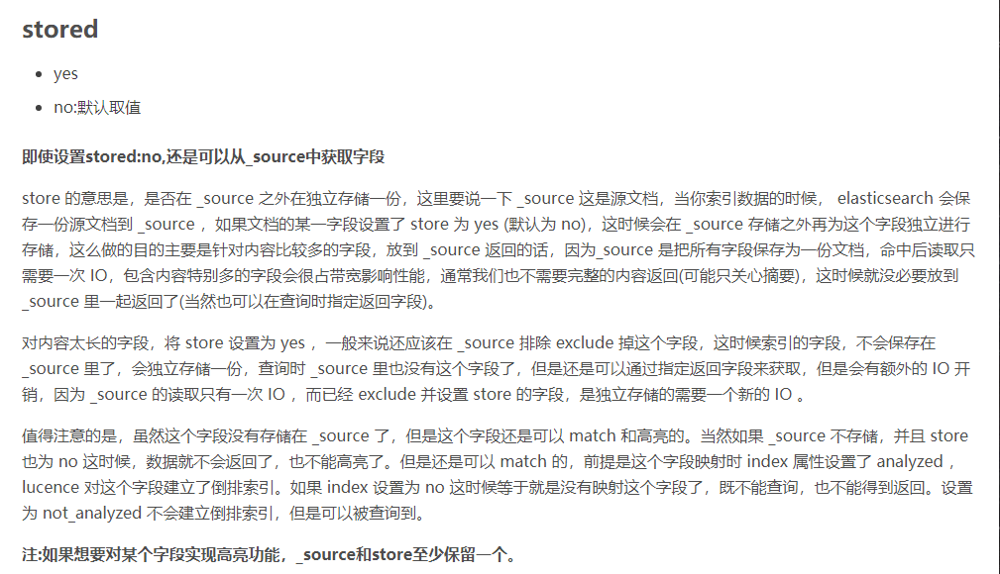 stored
yes
no:默认取值
即使设置stored:no,还是可以从_source中获取字段
store 的意思是，是否在 _source 之外在独立存储一份，这里要说一下 _source 这是源文档，当你索引数据的时候， elasticsearch 会保
存一份源文档到 _source ，如果文档的某一字段设置了 store 为 yes (默认为 no)，这时候会在 _source 存储之外再为这个字段独立进行
存储，这么做的目的主要是针对内容比较多的字段，放到 _source 返回的话，因为_source 是把所有字段保存为一份文档，命中后读取只
需要一次 IO，包含内容特别多的字段会很占带宽影响性能，通常我们也不需要完整的内容返回(可能只关心摘要)，这时候就没必要放到
_source 里一起返回了(当然也可以在查询时指定返回字段)。
对内容太长的字段，将 store 设置为 yes ，一般来说还应该在 _source 排除 exclude 掉这个字段，这时候索引的字段，不会保存在
_source 里了，会独立存储一份，查询时 _source 里也没有这个字段了，但是还是可以通过指定返回字段来获取，但是会有额外的 IO 开
销，因为 _source 的读取只有一次 IO ，而已经 exclude 并设置 store 的字段，是独立存储的需要一个新的 IO 。
值得注意的是，虽然这个字段没有存储在 _source 了，但是这个字段还是可以 match 和高亮的。当然如果 _source 不存储，并且 store
也为 no 这时候，数据就不会返回了，也不能高亮了。但是还是可以 match 的，前提是这个字段映射时 index 属性设置了 analyzed ，
lucence 对这个字段建立了倒排索引。如果 index 设置为 no 这时候等于就是没有映射这个字段了，既不能查询，也不能得到返回。设置
为 not_analyzed 不会建立倒排索引，但是可以被查询到。
注:如果想要对某个字段实现高亮功能，_source和store至少保留一个。